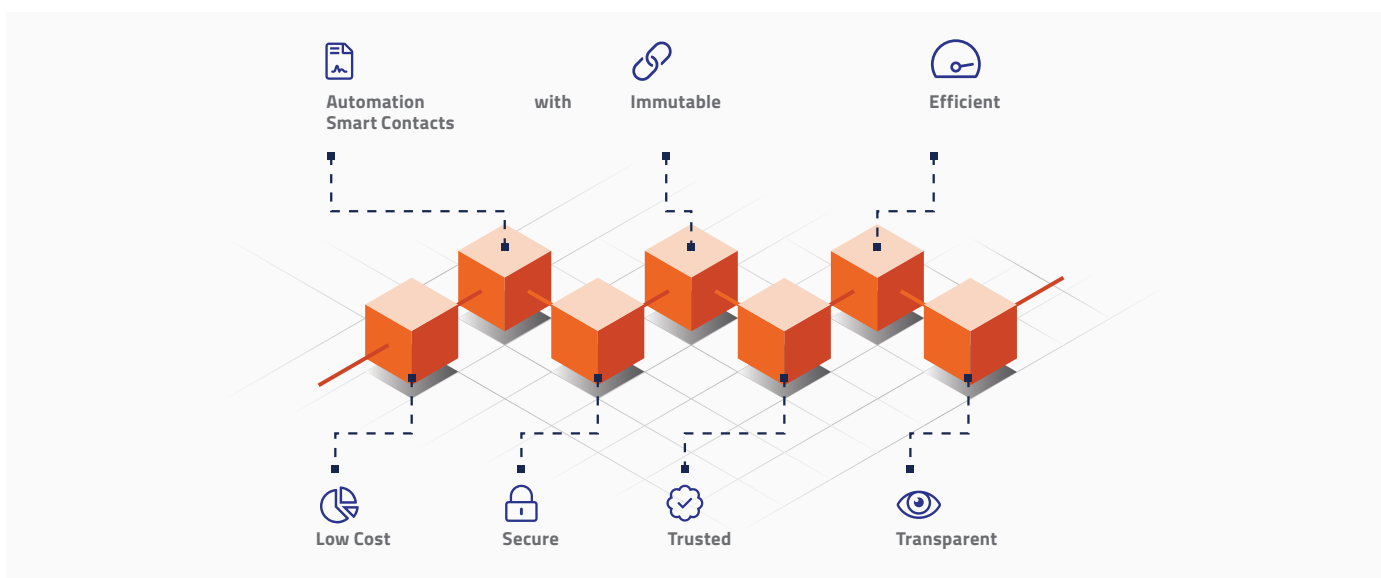 Automation with
Smart Contacts
Immutable
Efficient
Low Cost
Secure
Trusted
Transparent